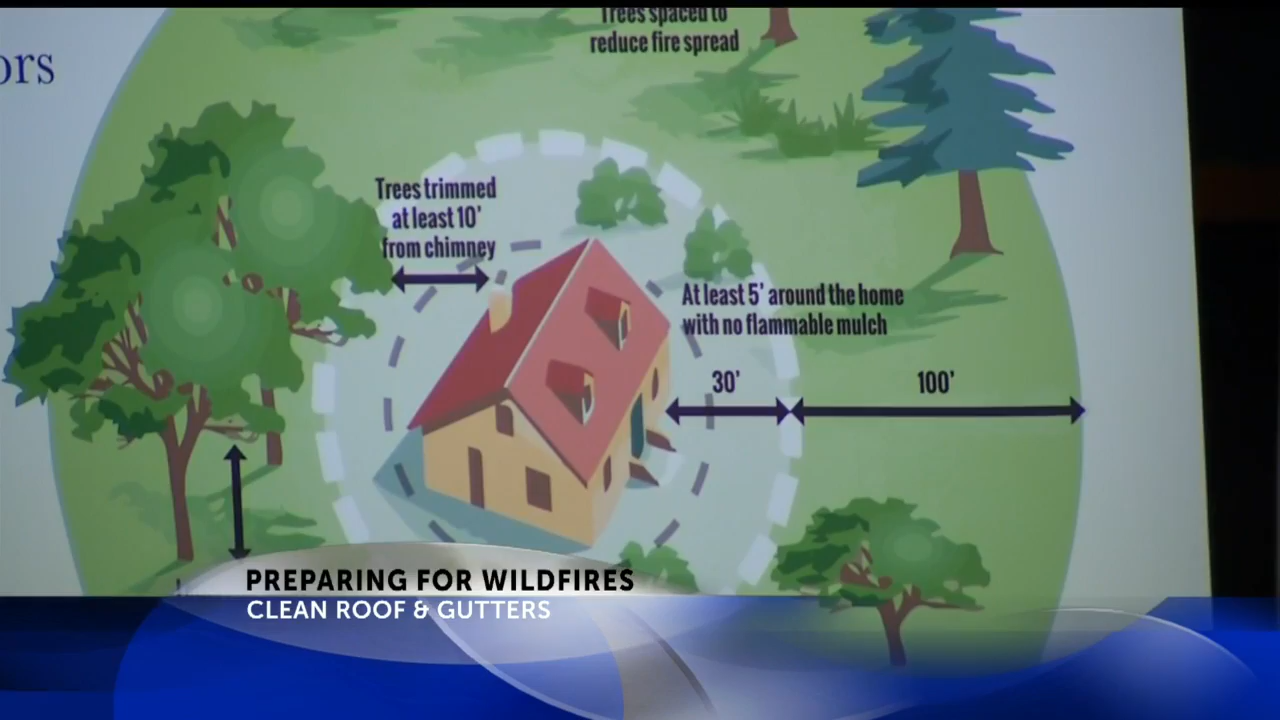 ors
Trees spaced to
reduce fire spread
Trees trimmed
at least 10'
from chimney
At least 5' around the home
with no flammable mulch
30'
100'
PREPARING FOR WILDFIRES
CLEAN ROOF & GUTTERS